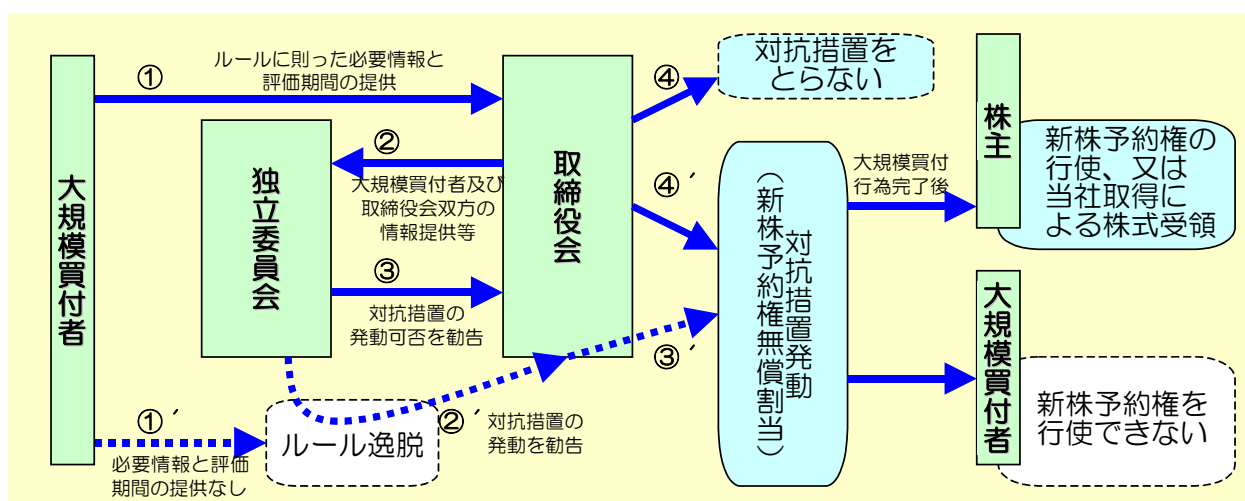 大規模買付者
①
ルールに則った必要情報と
評価期間の提供
独立委員会
②
大規模買付者及び
取締役会双方の
情報提供等
③
対抗措置の
発動可否を勧告
取締役会
④
対抗措置を
とらない
④´
対抗措置発動
（新株予約権無償割当）
大規模買付
行為完了後
株主
新株予約権の
行使、又は
当社取得に
よる株式受領
大規模買付者
新株予約権を
行使できない
①´
必要情報と評価
期間の提供なし
ルール逸脱
②´
対抗措置の
発動を勧告
③´